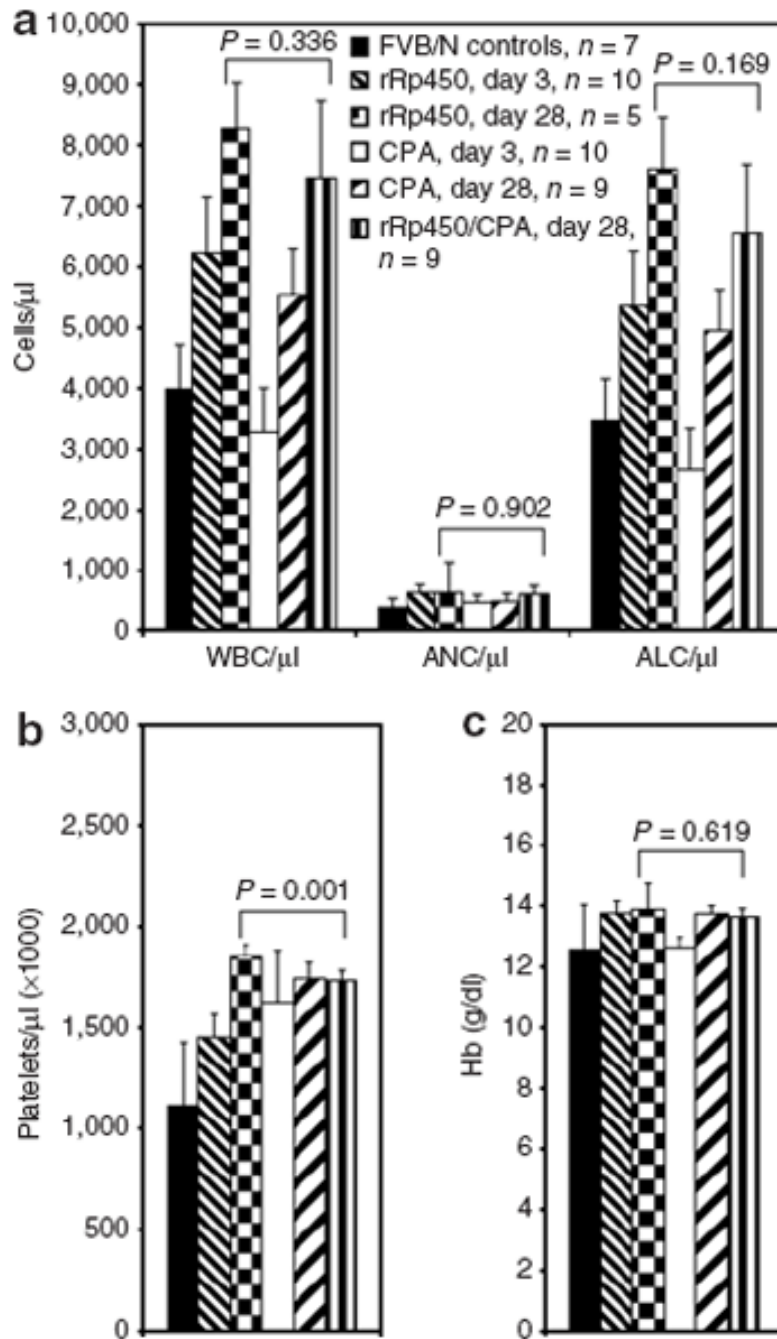 a
Cells/µl
10,000
9,000
8,000
7,000
6,000
5,000
4,000
3,000
2,000
1,000
0
P = 0.336
FVB/N controls, n = 7
rRp450, day 3, n = 10
rRp450, day 28, n = 5
CPA, day 3, n = 10
CPA, day 28, n = 9
rRp450/CPA, day 28,
n = 9
P = 0.169
P = 0.902
WBC/µl
ANC/µl
ALC/µl
b
Platelets/µl (×1000)
3,000
2,500
2,000
1,500
1,000
500
0
P = 0.001
c
Hb (g/dl)
20
18
16
14
12
10
8
6
4
2
0
P = 0.619